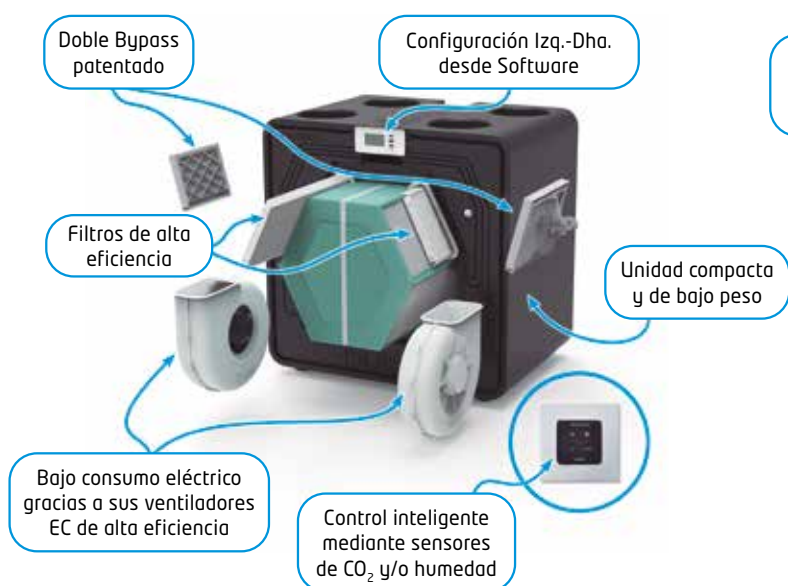 Doble Bypass
patentado
Configuración Izq.-Dha.
desde Software
Filtros de alta
eficiencia
Unidad compacta
y de bajo peso
Bajo consumo eléctrico
gracias a sus ventiladores
EC de alta eficiencia
Control inteligente
mediante sensores
de CO₂ y/o humedad